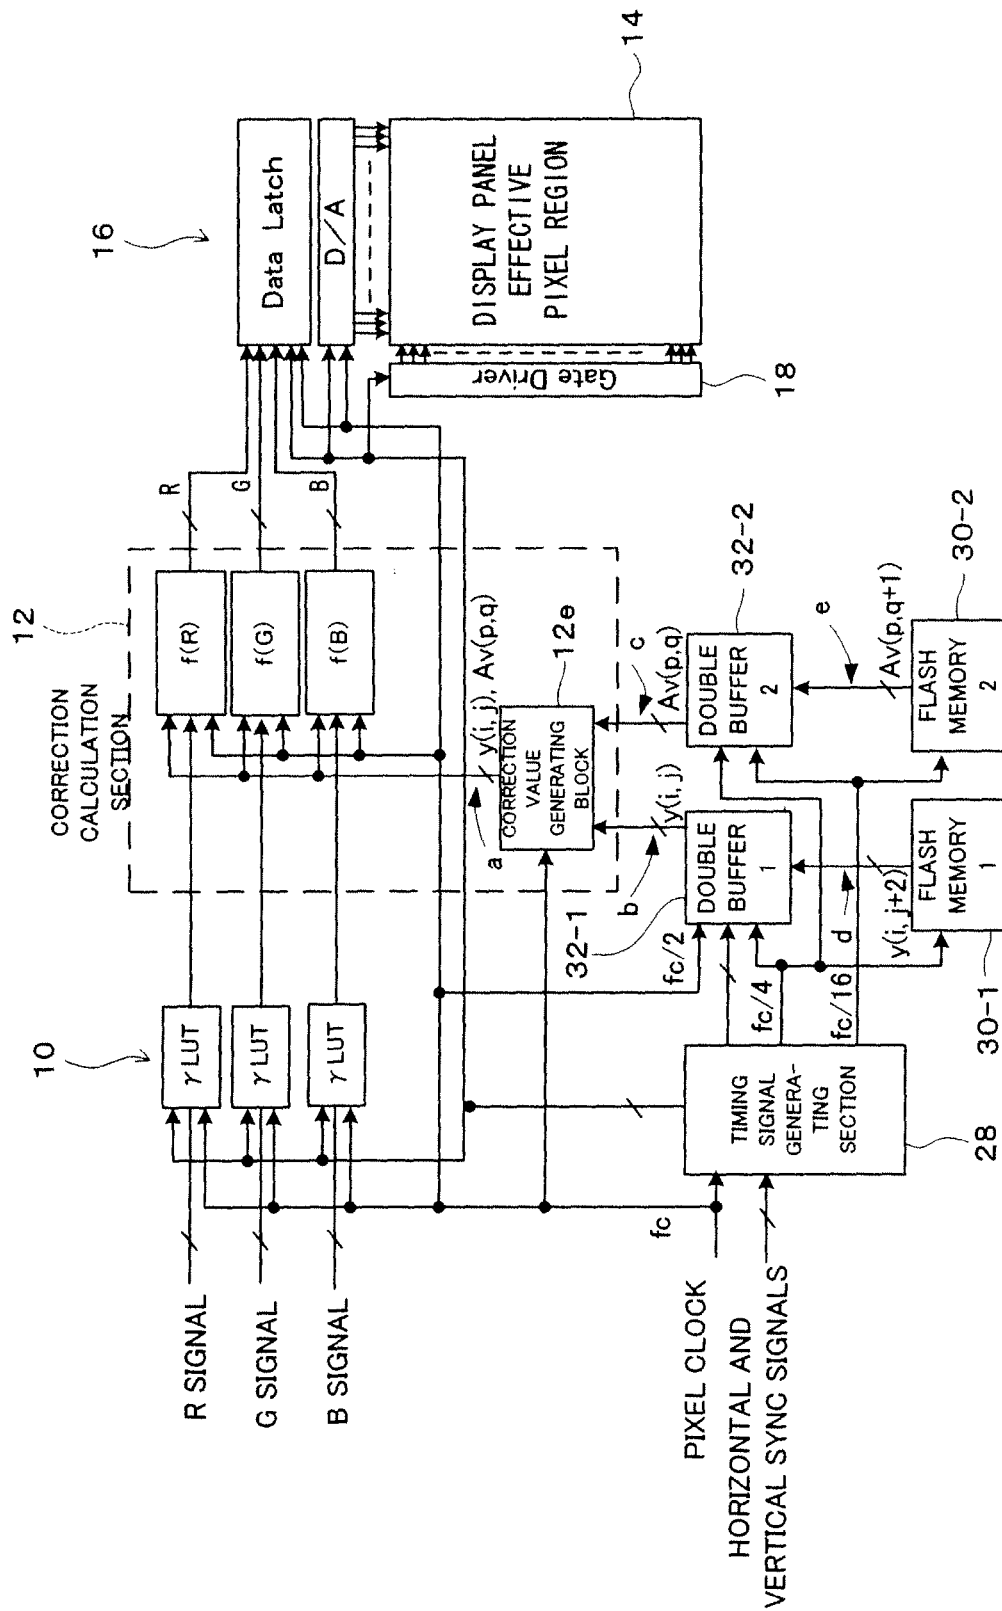 R SIGNAL
G SIGNAL
B SIGNAL
10
γ LUT
γ LUT
γ LUT
CORRECTION
CALCULATION
SECTION
12
f(R)
f(G)
f(B)
R
G
B
16
Data Latch
D/A
DISPLAY PANEL
EFFECTIVE
PIXEL REGION
14
Gate Driver
18
a
y(i, j), Av(p,q)
CORRECTION
VALUE
GENERATING
BLOCK
12e
b
y(i, j)
c
Av(p,q)
fc
PIXEL CLOCK
HORIZONTAL AND
VERTICAL SYNC SIGNALS
TIMING
SIGNAL
GENERA-
TING
SECTION
28
fc/2
fc/4
fc/16
32-1
DOUBLE
BUFFER
1
DOUBLE
BUFFER
2
32-2
d
y(i, j+2)
e
Av(p,q+1)
FLASH
MEMORY
1
30-1
FLASH
MEMORY
2
30-2